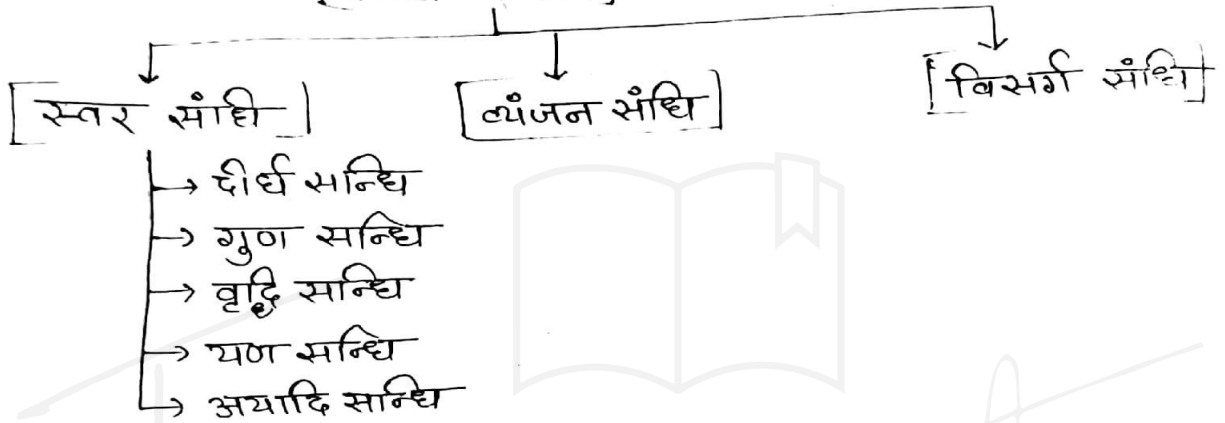 स्वर संधि
व्यंजन संधि
विसर्ग संधि
दीर्घ सन्धि
गुण सन्धि
वृद्धि सन्धि
यण सन्धि
अयादि सन्धि